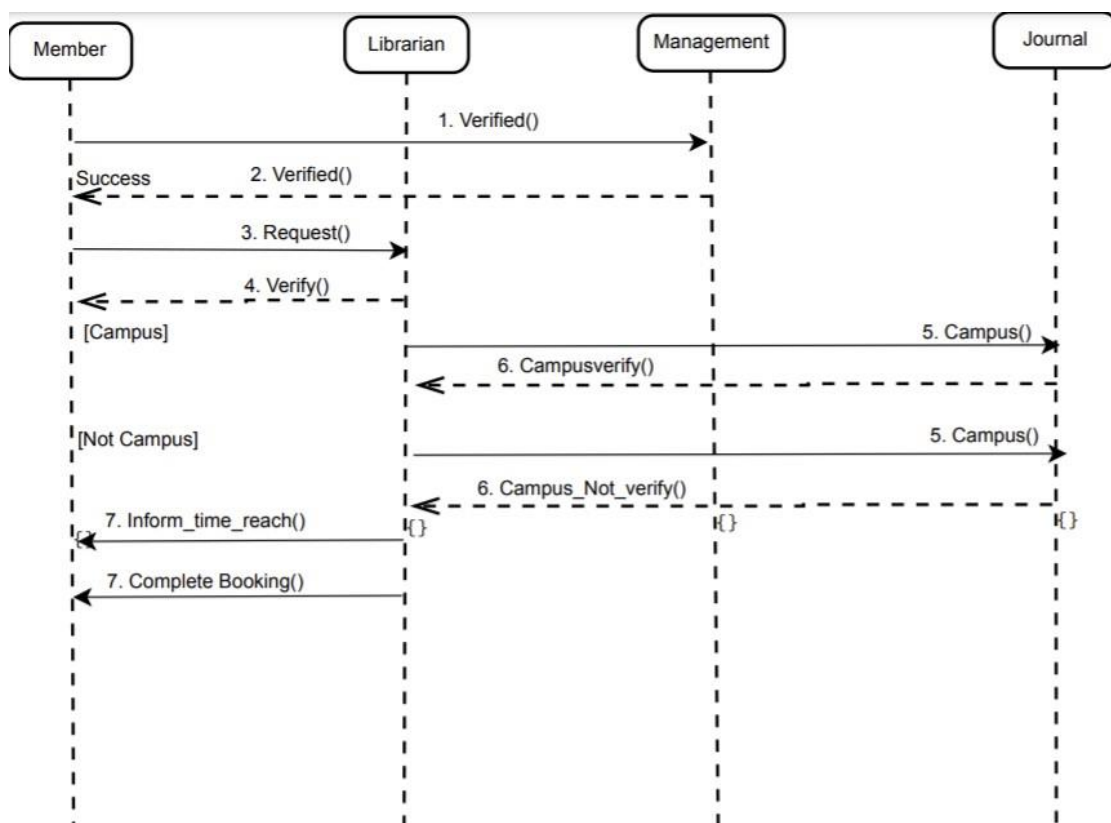 Member
Librarian
Management
Journal
1. Verified()
Success
2. Verified()
3. Request()
4. Verify()
[Campus]
5. Campus()
6. Campusverify()
[Not Campus]
5. Campus()
6. Campus_Not_verify()
7. Inform_time_reach()
{}
{}
{}
{}
7. Complete Booking()